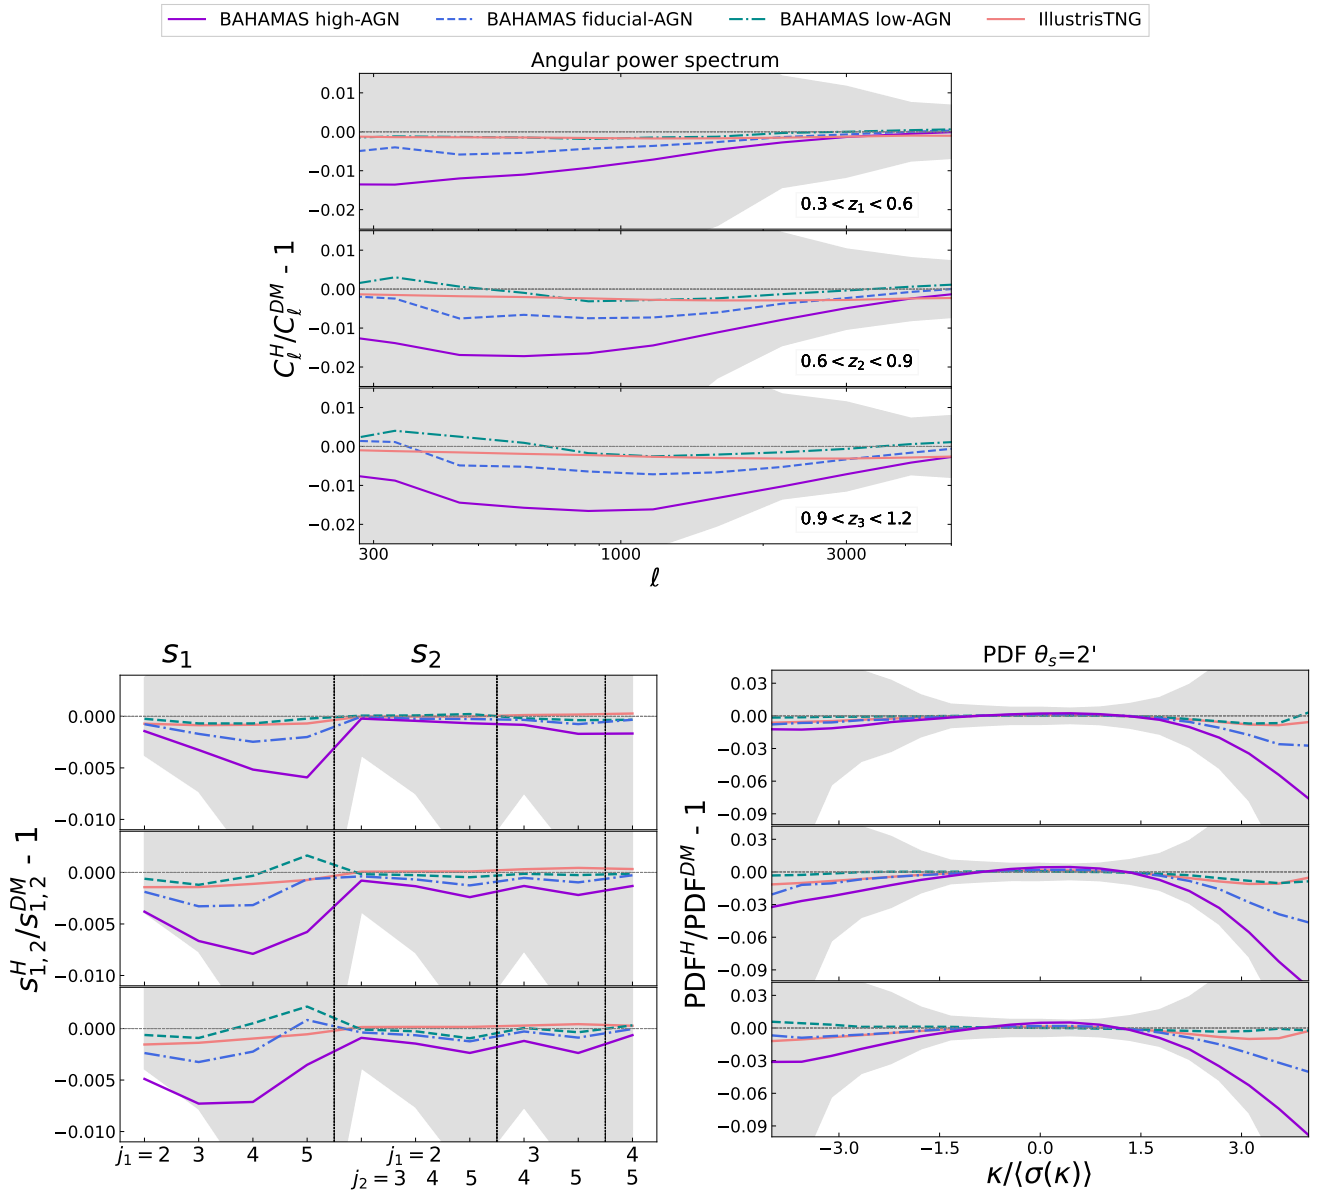 BAHAMAS high-AGN BAHAMAS fiducial-AGN BAHAMAS low-AGN IllustrisTNG
Angular power spectrum
0.01
0.00
−0.01
−0.02
0.3 < z₁ < 0.6
0.01
0.00
−0.01
−0.02
0.6 < z₂ < 0.9
0.01
0.00
−0.01
−0.02
0.9 < z₃ < 1.2
C_ℓ^H/C_ℓ^DM - 1
300 1000 3000
ℓ
s₁ s₂
0.000
−0.005
−0.010
0.000
−0.005
−0.010
0.000
−0.005
−0.010
s_{1,2}^H/s_{1,2}^DM - 1
j₁ = 2 3 4 5 j₁ = 2 3 4
j₂ = 3 4 5 4 5 5
PDF θ_s=2'
0.03
0.00
−0.03
−0.06
−0.09
0.03
0.00
−0.03
−0.06
−0.09
0.03
0.00
−0.03
−0.06
−0.09
PDF^H/PDF^DM - 1
−3.0 −1.5 0.0 1.5 3.0
κ/⟨σ(κ)⟩